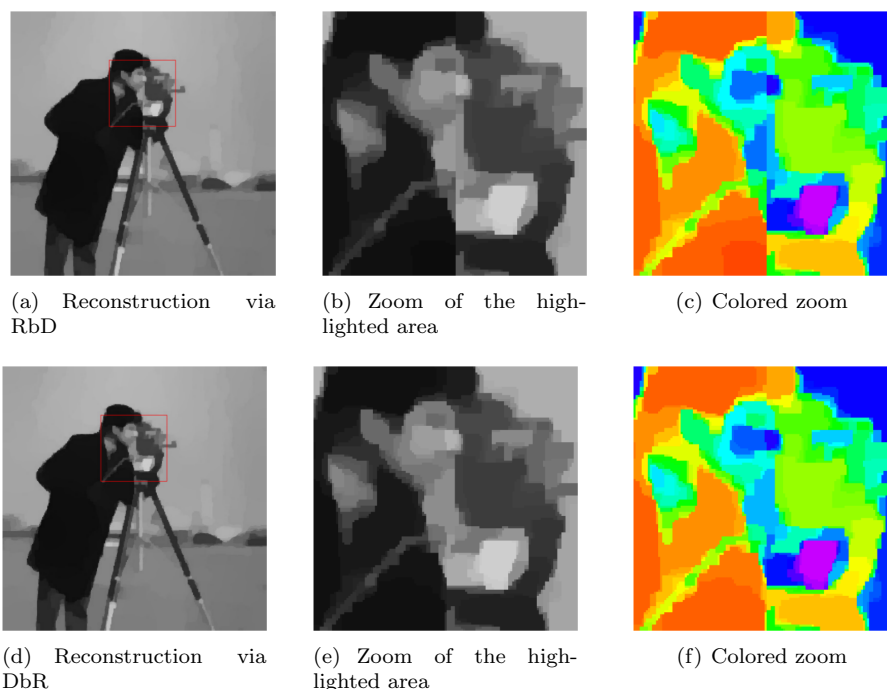 (a) Reconstruction via
RbD
(b) Zoom of the high-
lighted area
(c) Colored zoom
(d) Reconstruction via
DbR
(e) Zoom of the high-
lighted area
(f) Colored zoom